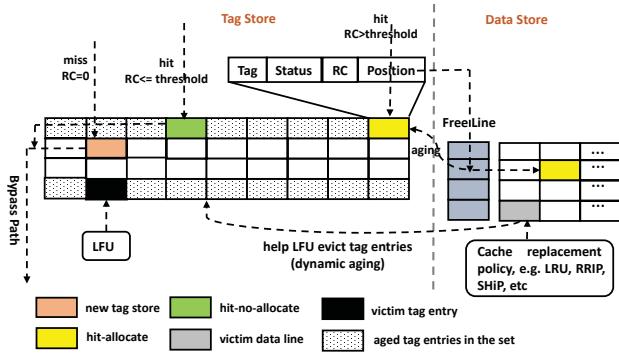 Tag Store
Data Store
miss
RC=0
hit
RC<= threshold
hit
RC>threshold
Tag Status RC Position
Free Line
aging
Bypass Path
LFU
help LFU evict tag entries
(dynamic aging)
...
...
...
...
Cache replacement
policy, e.g. LRU, RRIP,
SHiP, etc
new tag store
hit-no-allocate
victim tag entry
hit-allocate
victim data line
aged tag entries in the set